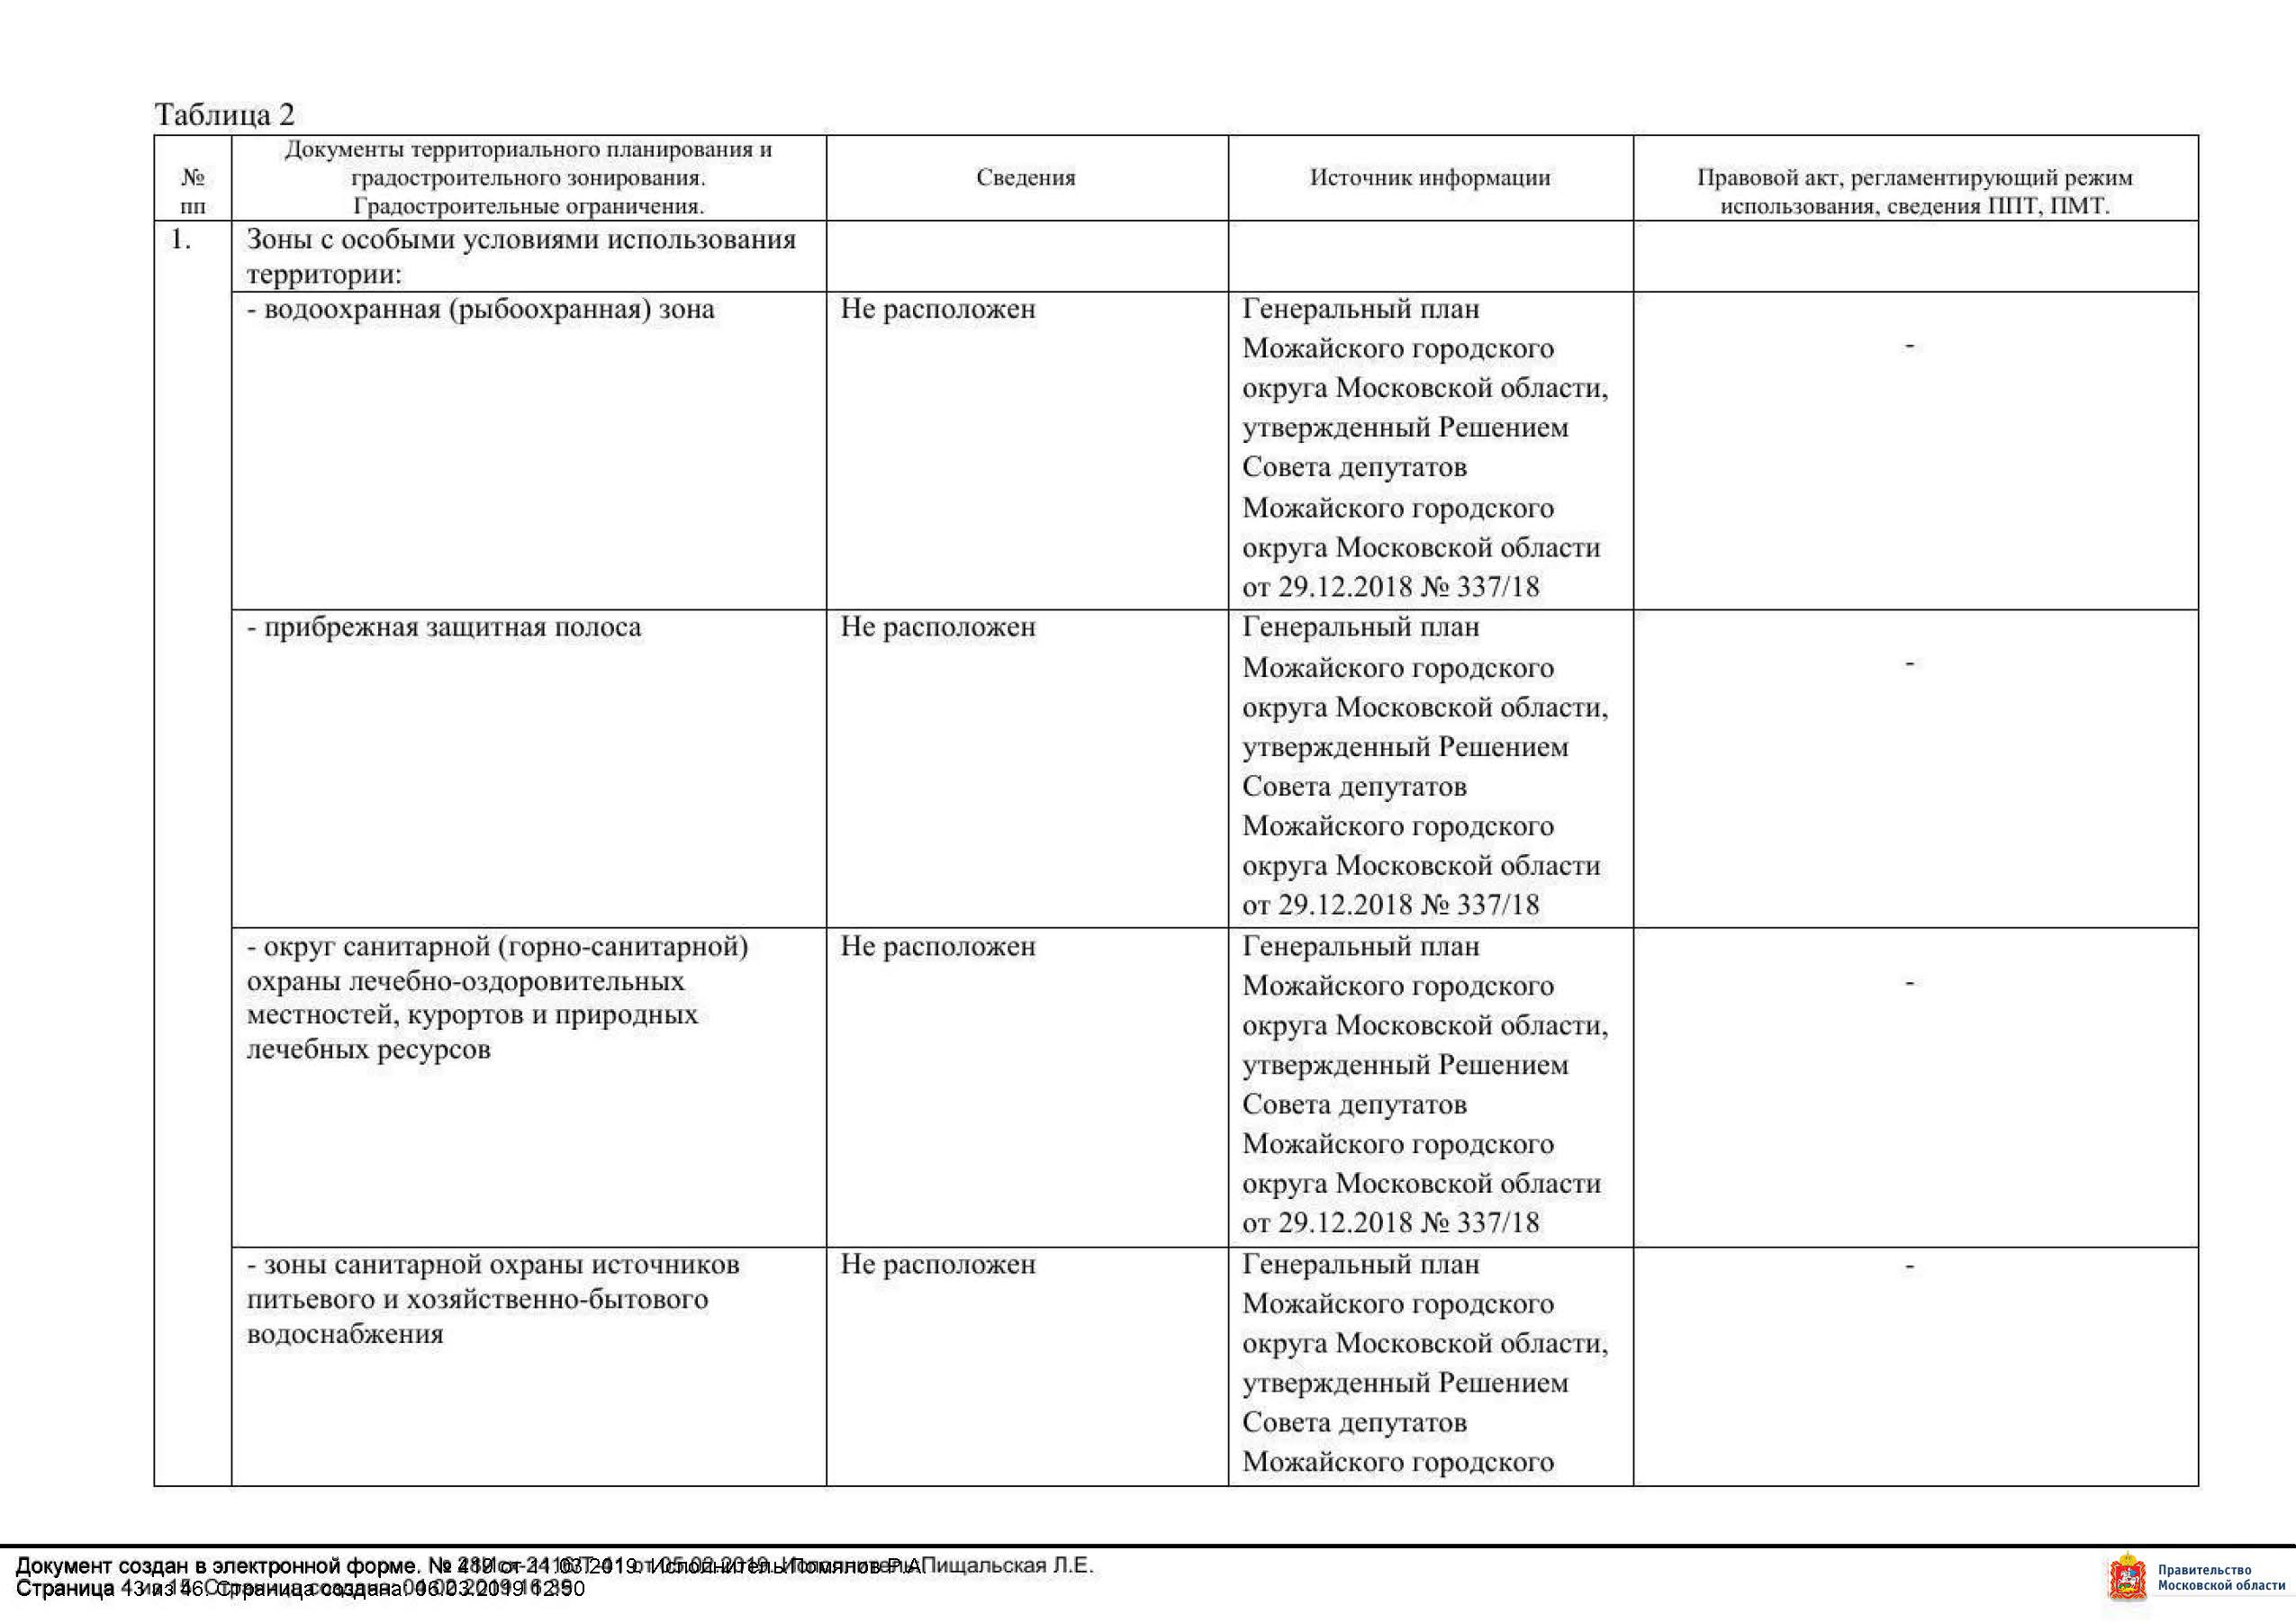 Таблица 2
№
пп
Документы территориального планирования и
градостроительного зонирования.
Градостроительные ограничения.
Сведения
Источник информации
Правовой акт, регламентирующий режим
использования, сведения ППТ, ПМТ.
1.
Зоны с особыми условиями использования
территории:
- водоохранная (рыбоохранная) зона
Не расположен
Генеральный план
Можайского городского
округа Московской области,
утвержденный Решением
Совета депутатов
Можайского городского
округа Московской области
от 29.12.2018 № 337/18
-
- прибрежная защитная полоса
Не расположен
Генеральный план
Можайского городского
округа Московской области,
утвержденный Решением
Совета депутатов
Можайского городского
округа Московской области
от 29.12.2018 № 337/18
-
- округ санитарной (горно-санитарной)
охраны лечебно-оздоровительных
местностей, курортов и природных
лечебных ресурсов
Не расположен
Генеральный план
Можайского городского
округа Московской области,
утвержденный Решением
Совета депутатов
Можайского городского
округа Московской области
от 29.12.2018 № 337/18
-
- зоны санитарной охраны источников
питьевого и хозяйственно-бытового
водоснабжения
Не расположен
Генеральный план
Можайского городского
округа Московской области,
утвержденный Решением
Совета депутатов
Можайского городского
-
Документ создан в электронной форме. № Пищальская Л.Е.
Страница
Правительство
Московской области